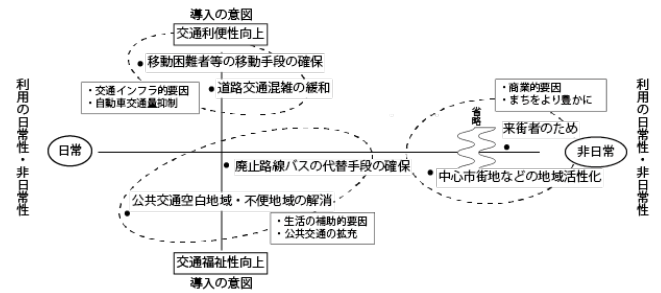 導入の意図
交通利便性向上
移動困難者等の移動手段の確保
道路交通混雑の緩和
・交通インフラ的要因
・自動車交通量抑制
・商業的要因
・まちをより豊かに
利用の日常性・非日常性
日常
省略
来街者のため
非日常
利用の日常性・非日常性
廃止路線バスの代替手段の確保
中心市街地などの地域活性化
公共交通空白地域・不便地域の解消
・生活の補助的要因
・公共交通の拡充
交通福祉性向上
導入の意図